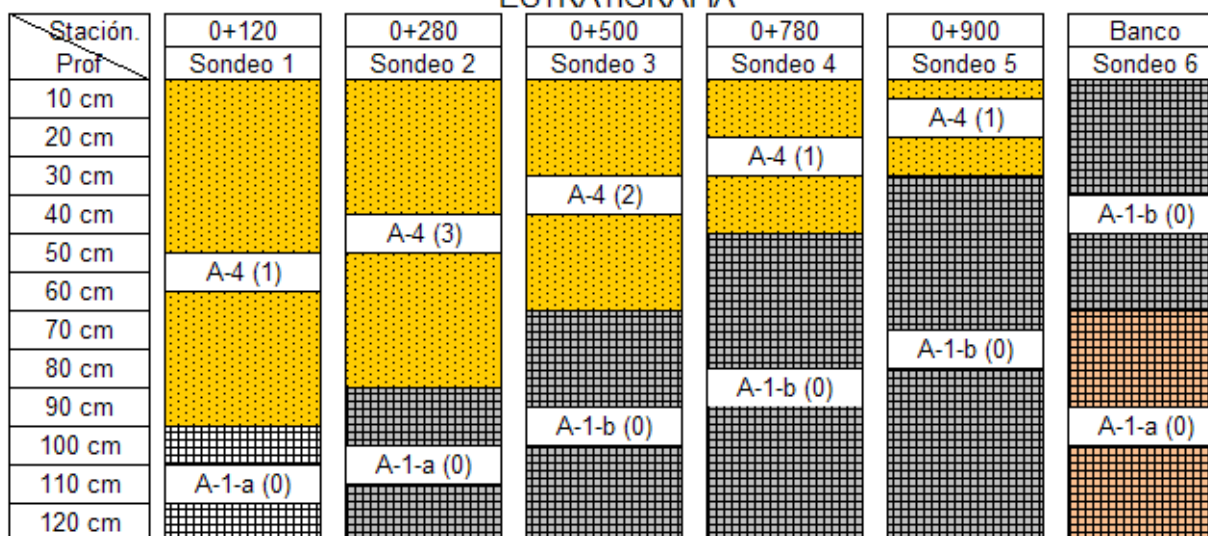 ESTRATIGRAFIA
Stación. 0+120 0+280 0+500 0+780 0+900 Banco
Prof Sondeo 1 Sondeo 2 Sondeo 3 Sondeo 4 Sondeo 5 Sondeo 6
10 cm
20 cm A-4 (1)
30 cm A-4 (1)
40 cm A-4 (2) A-1-b (0)
50 cm A-4 (3)
60 cm A-4 (1)
70 cm
80 cm A-1-b (0)
90 cm A-1-b (0)
100 cm A-1-b (0) A-1-a (0)
110 cm A-1-a (0) A-1-a (0)
120 cm